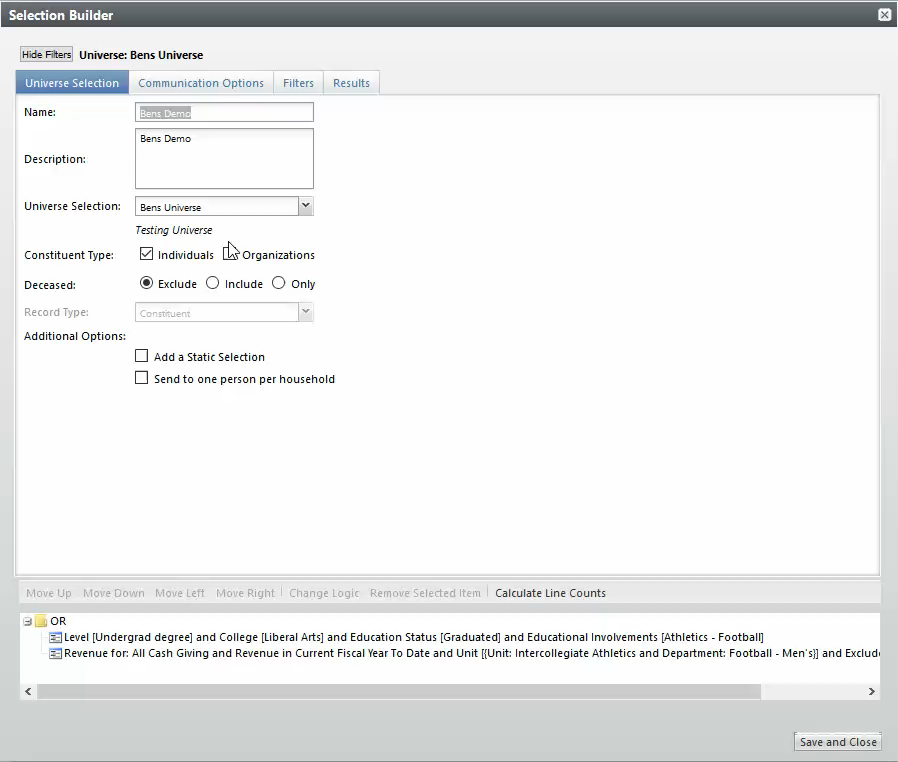 Selection Builder
Hide Filters Universe: Bens Universe
Universe Selection Communication Options Filters Results
Name: Bens Demo
Description: Bens Demo
Universe Selection: Bens Universe
Testing Universe
Constituent Type: Individuals Organizations
Deceased: Exclude Include Only
Record Type: Constituent
Additional Options:
Add a Static Selection
Send to one person per household
Move Up Move Down Move Left Move Right Change Logic Remove Selected Item Calculate Line Counts
OR
Level [Undergrad degree] and College [Liberal Arts] and Education Status [Graduated] and Educational Involvements [Athletics - Football]
Revenue for: All Cash Giving and Revenue in Current Fiscal Year To Date and Unit [{Unit: Intercollegiate Athletics and Department: Football - Men's}] and Exclude
Save and Close